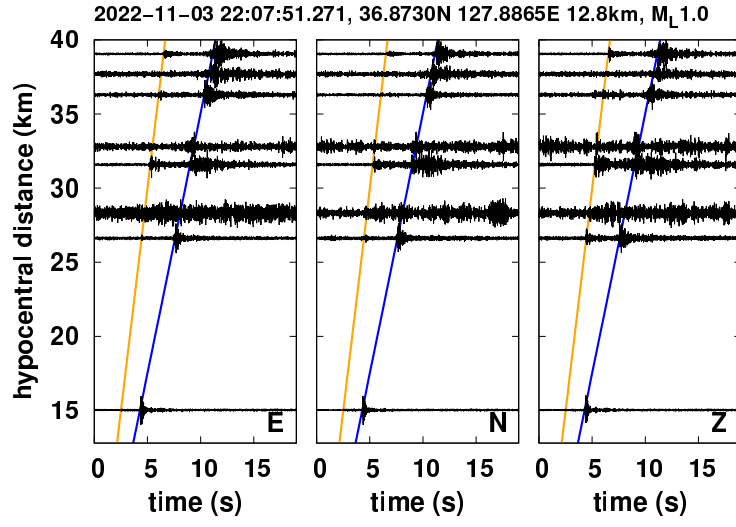 2022-11-03 22:07:51.271, 36.8730N 127.8865E 12.8km, M_L1.0
hypocentral distance (km)
40
35
30
25
20
15
E
N
Z
0 5 10 15
0 5 10 15
0 5 10 15
time (s)
time (s)
time (s)